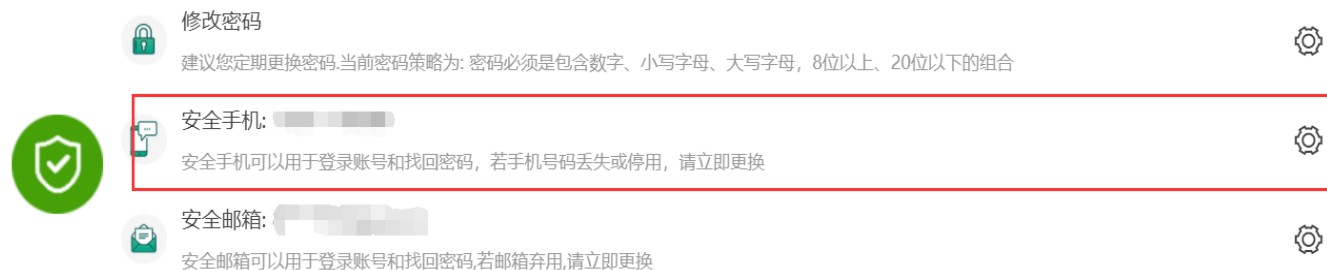 修改密码
建议您定期更换密码.当前密码策略为: 密码必须是包含数字、小写字母、大写字母，8位以上、20位以下的组合
安全手机:
安全手机可以用于登录账号和找回密码，若手机号码丢失或停用，请立即更换
安全邮箱:
安全邮箱可以用于登录账号和找回密码,若邮箱弃用,请立即更换